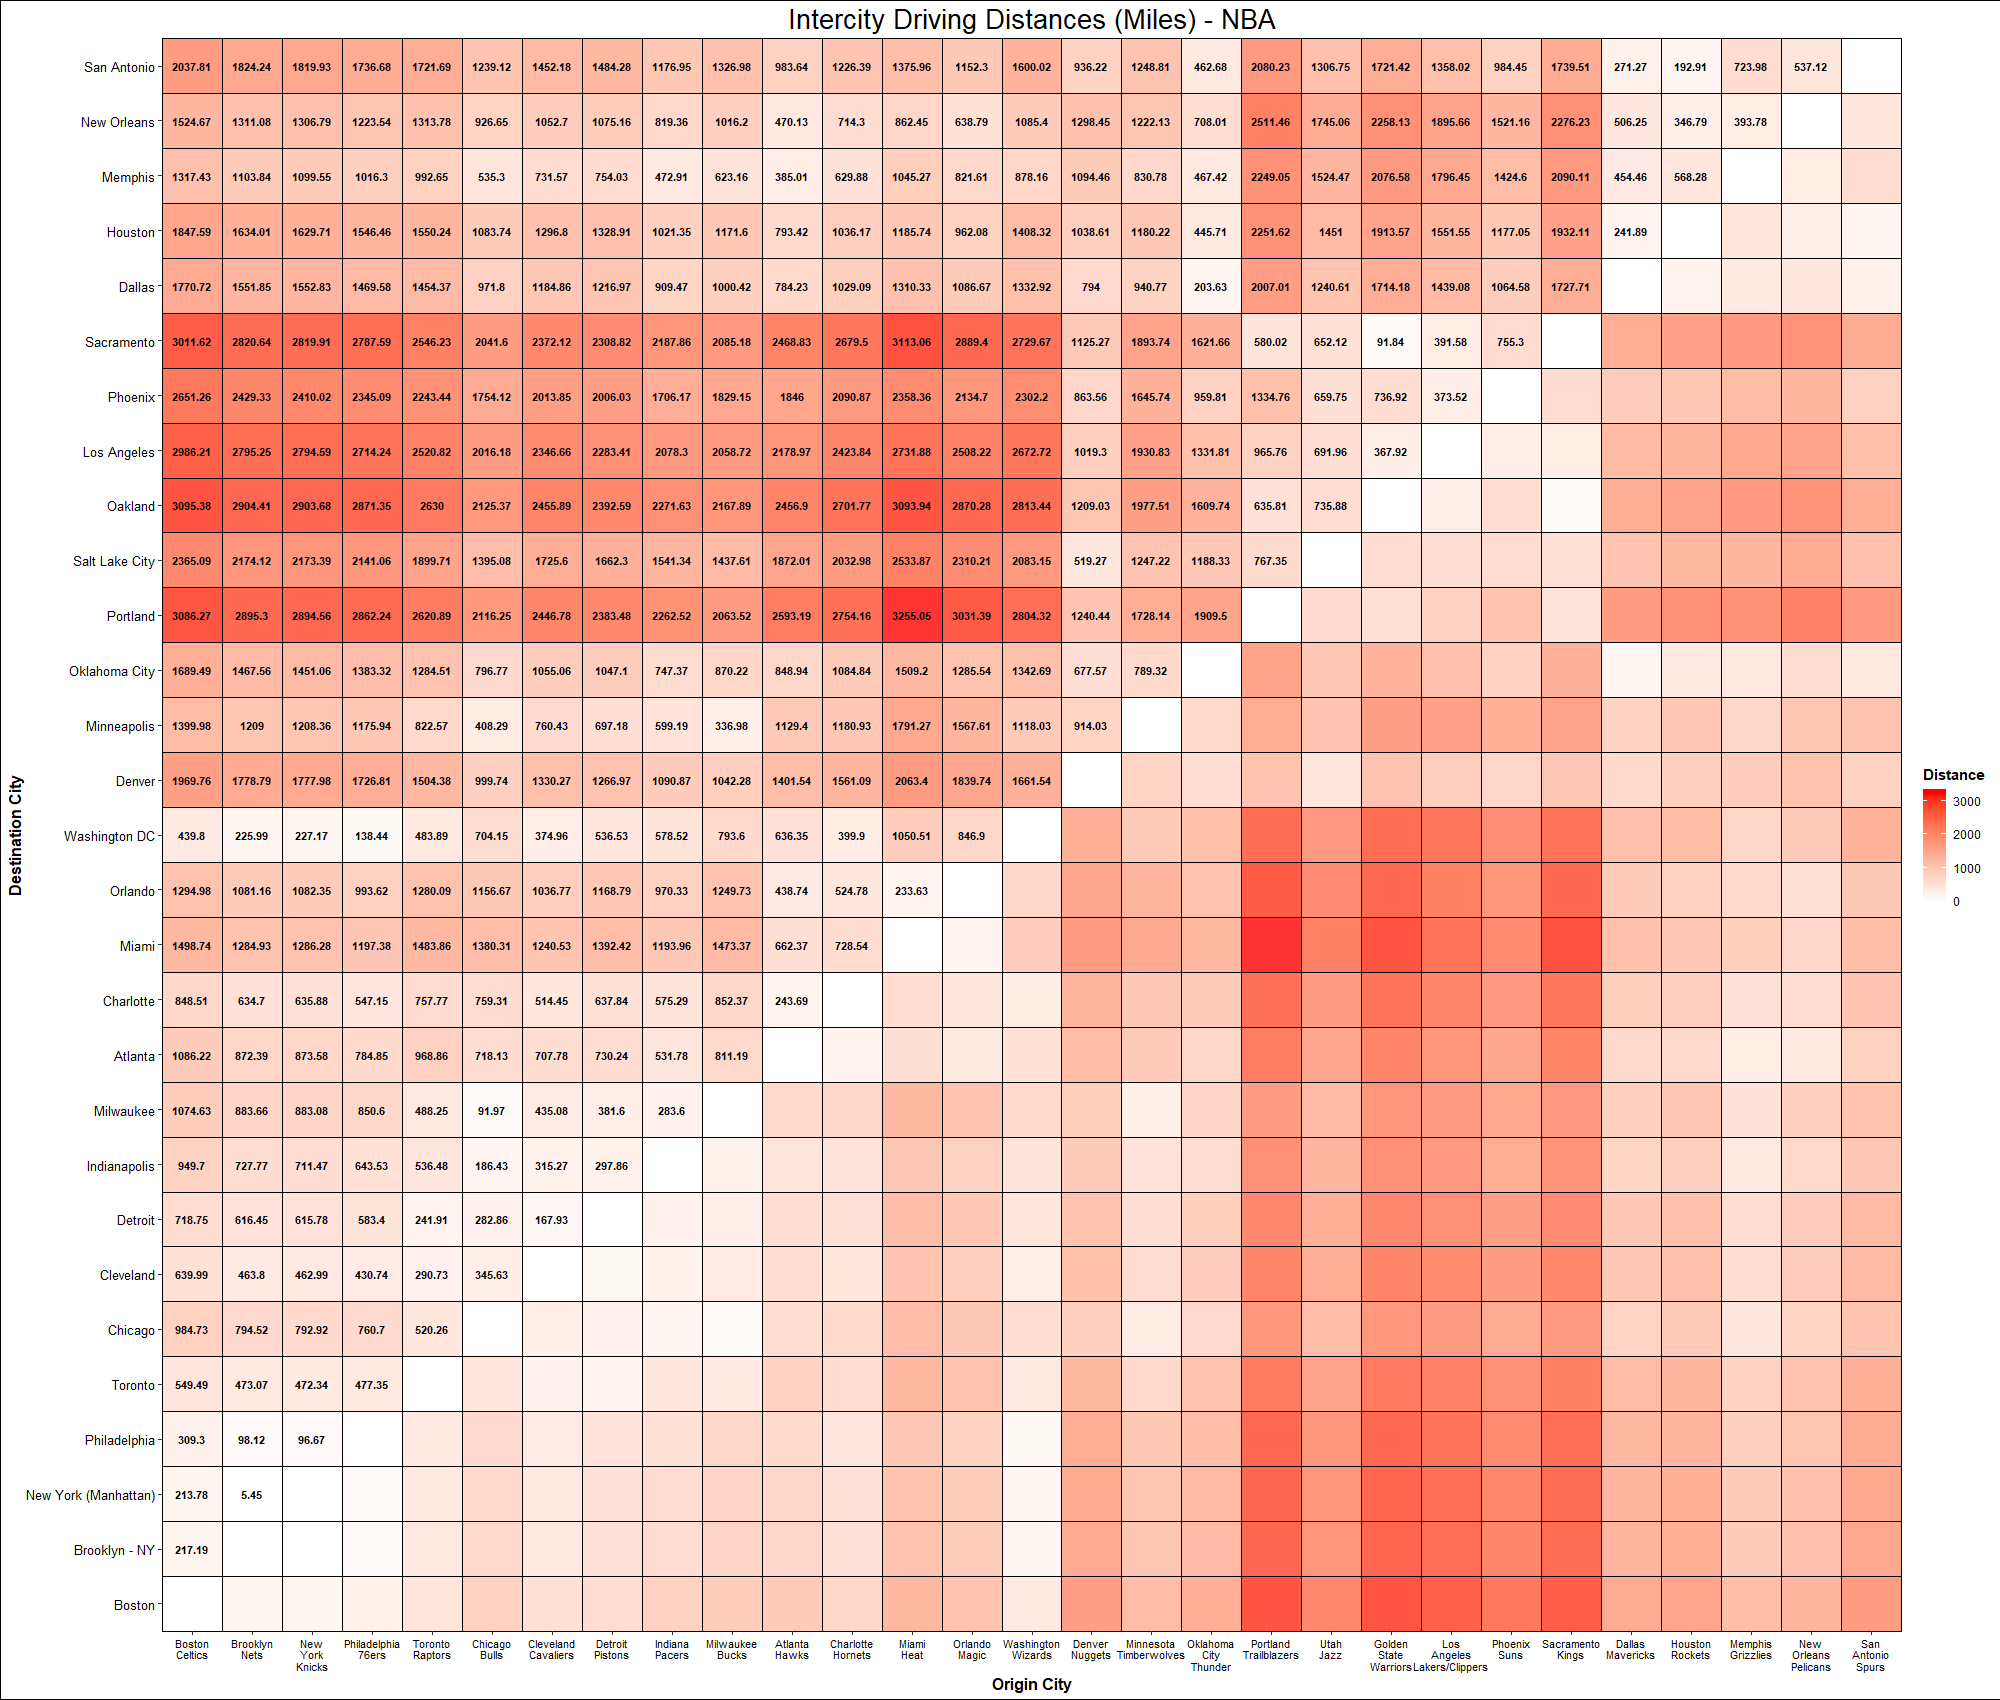 Intercity Driving Distances (Miles) - NBA
San Antonio 2037.81 1824.24 1819.93 1736.68 1721.69 1239.12 1452.18 1484.28 1176.95 1326.98 983.64 1226.39 1375.96 1152.3 1600.02 936.22 1248.81 462.68 2080.23 1306.75 1721.42 1358.02 984.45 1739.51 271.27 192.91 723.98 537.12
New Orleans 1524.67 1311.08 1306.79 1223.54 1313.78 926.65 1052.7 1075.16 819.36 1016.2 470.13 714.3 862.45 638.79 1085.4 1298.45 1222.13 708.01 2511.46 1745.06 2258.13 1895.66 1521.16 2276.23 506.25 346.79 393.78
Memphis 1317.43 1103.84 1099.55 1016.3 992.65 535.3 731.57 754.03 472.91 623.16 385.01 629.88 1045.27 821.61 878.16 1094.46 830.78 467.42 2249.05 1524.47 2076.58 1796.45 1424.6 2090.11 454.46 568.28
Houston 1847.59 1634.01 1629.71 1546.46 1550.24 1083.74 1296.8 1328.91 1021.35 1171.6 793.42 1036.17 1185.74 962.08 1408.32 1038.61 1180.22 445.71 2251.62 1451 1913.57 1551.55 1177.05 1932.11 241.89
Dallas 1770.72 1551.85 1552.83 1469.58 1454.37 971.8 1184.86 1216.97 909.47 1000.42 784.23 1029.09 1310.33 1086.67 1332.92 794 940.77 203.63 2007.01 1240.61 1714.18 1439.08 1064.58 1727.71
Sacramento 3011.62 2820.64 2819.91 2787.59 2546.23 2041.6 2372.12 2308.82 2187.86 2085.18 2468.83 2679.5 3113.06 2889.4 2729.67 1125.27 1893.74 1621.66 580.02 652.12 91.84 391.58 755.3
Phoenix 2651.26 2429.33 2410.02 2345.09 2243.44 1754.12 2013.85 2006.03 1706.17 1829.15 1846 2090.87 2358.36 2134.7 2302.2 863.56 1645.74 959.81 1334.76 659.75 736.92 373.52
Los Angeles 2986.21 2795.25 2794.59 2714.24 2520.82 2016.18 2346.66 2283.41 2078.3 2058.72 2178.97 2423.84 2731.88 2508.22 2672.72 1019.3 1930.83 1331.81 965.76 691.96 367.92
Oakland 3095.38 2904.41 2903.68 2871.35 2630 2125.37 2455.89 2392.59 2271.63 2167.89 2456.9 2701.77 3093.94 2870.28 2813.44 1209.03 1977.51 1609.74 635.81 735.88
Salt Lake City 2365.09 2174.12 2173.39 2141.06 1899.71 1395.08 1725.6 1662.3 1541.34 1437.61 1872.01 2032.98 2533.87 2310.21 2083.15 519.27 1247.22 1188.33 767.35
Portland 3086.27 2895.3 2894.56 2862.24 2620.89 2116.25 2446.78 2383.48 2262.52 2063.52 2593.19 2754.16 3255.05 3031.39 2804.32 1240.44 1728.14 1909.5
Oklahoma City 1689.49 1467.56 1451.06 1383.32 1284.51 796.77 1055.06 1047.1 747.37 870.22 848.94 1084.84 1509.2 1285.54 1342.69 677.57 789.32
Minneapolis 1399.98 1209 1208.36 1175.94 822.57 408.29 760.43 697.18 599.19 336.98 1129.4 1180.93 1791.27 1567.61 1118.03 914.03
Denver 1969.76 1778.79 1777.98 1726.81 1504.38 999.74 1330.27 1266.97 1090.87 1042.28 1401.54 1561.09 2063.4 1839.74 1661.54
Washington DC 439.8 225.99 227.17 138.44 483.89 704.15 374.96 536.53 578.52 793.6 636.35 399.9 1050.51 846.9
Orlando 1294.98 1081.16 1082.35 993.62 1280.09 1156.67 1036.77 1168.79 970.33 1249.73 438.74 524.78 233.63
Miami 1498.74 1284.93 1286.28 1197.38 1483.86 1380.31 1240.53 1392.42 1193.96 1473.37 662.37 728.54
Charlotte 848.51 634.7 635.88 547.15 757.77 759.31 514.45 637.84 575.29 852.37 243.69
Atlanta 1086.22 872.39 873.58 784.85 968.86 718.13 707.78 730.24 531.78 811.19
Milwaukee 1074.63 883.66 883.08 850.6 488.25 91.97 435.08 381.6 283.6
Indianapolis 949.7 727.77 711.47 643.53 536.48 186.43 315.27 297.86
Detroit 718.75 616.45 615.78 583.4 241.91 282.86 167.93
Cleveland 639.99 463.8 462.99 430.74 290.73 345.63
Chicago 984.73 794.52 792.92 760.7 520.26
Toronto 549.49 473.07 472.34 477.35
Philadelphia 309.3 98.12 96.67
New York (Manhattan) 213.78 5.45
Brooklyn - NY 217.19
Boston
Destination City
Boston Brooklyn New Philadelphia Toronto Chicago Cleveland Detroit Indiana Milwaukee Atlanta Charlotte Miami Orlando Washington Denver Minnesota Oklahoma Portland Utah Golden Los Phoenix Sacramento Dallas Houston Memphis New San
Celtics Nets York 76ers Raptors Bulls Cavaliers Pistons Pacers Bucks Hawks Hornets Heat Magic Wizards Nuggets Timberwolves City Trailblazers Jazz State Angeles Suns Kings Mavericks Rockets Grizzlies Orleans Antonio
Knicks Thunder Warriors Lakers/Clippers Pelicans Spurs
Origin City
Distance
3000
2000
1000
0